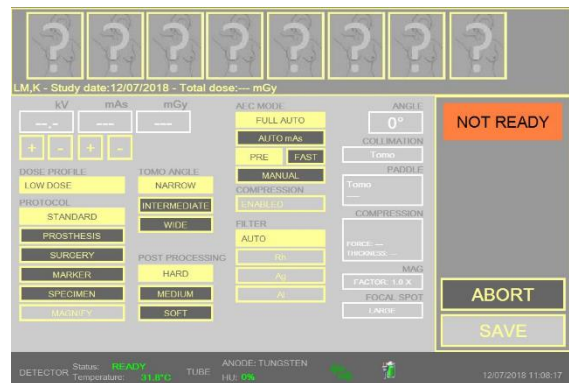 LM,K - Study date:12/07/2018 - Total dose:--- mGy
kV mAs mGy
--.- --- ---
+ - + -
DOSE PROFILE
LOW DOSE
PROTOCOL
STANDARD
PROSTHESIS
SURGERY
MARKER
SPECIMEN
MAGNIFY
TOMO ANGLE
NARROW
INTERMEDIATE
WIDE
POST PROCESSING
HARD
MEDIUM
SOFT
AEC MODE
FULL AUTO
AUTO mAs
PRE FAST
MANUAL
COMPRESSION
ENABLED
FILTER
AUTO
Rh
Ag
Al
ANGLE
0°
COLLIMATION
Tomo
PADDLE
Tomo
---
COMPRESSION
FORCE: ---
THICKNESS: ---
MAG
FACTOR: 1.0 X
FOCAL SPOT
LARGE
NOT READY
ABORT
SAVE
DETECTOR Status: READY
Temperature: 31.8°C
TUBE ANODE: TUNGSTEN
HU: 0%
12/07/2018 11:08:17